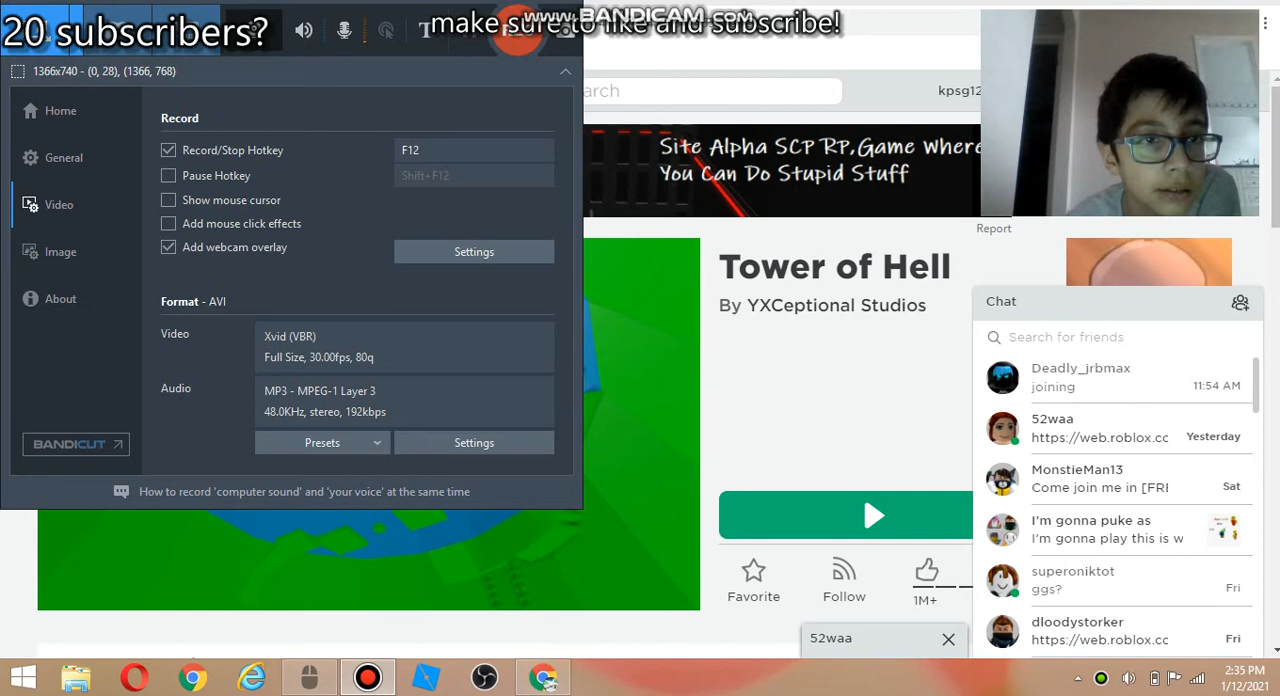 20 subscribers?
make sure to like and subscribe!
www.BANDICAM.com
T
1366x740 - (0, 28), (1366, 768)
Home
General
Video
Image
About
BANDICUT
Record
Record/Stop Hotkey
F12
Pause Hotkey
Shift+F12
Show mouse cursor
Add mouse click effects
Add webcam overlay
Settings
Format - AVI
Video
Xvid (VBR)
Full Size, 30.00fps, 80q
Audio
MP3 - MPEG-1 Layer 3
48.0KHz, stereo, 192kbps
Presets
Settings
How to record 'computer sound' and 'your voice' at the same time
arch
kpsg12
Site Alpha SCP RP,Game Where
You Can Do Stupid Stuff
Report
Tower of Hell
By YXCeptional Studios
Favorite
Follow
1M+
Chat
Search for friends
Deadly_jrbmax
joining
11:54 AM
52waa
https://web.roblox.cc
Yesterday
MonstieMan13
Come join me in [FRE
Sat
I'm gonna puke as
I'm gonna play this is w
superoniktot
ggs?
Fri
dloodystorker
https://web.roblox.cc
Fri
52waa
2:35 PM
1/12/2021